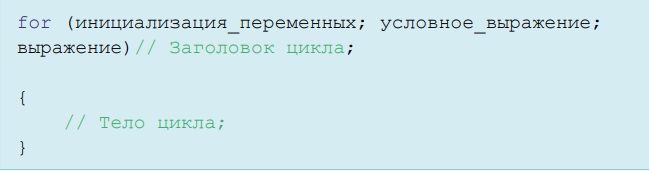 for (инициализация_переменных; условное_выражение;
выражение)// Заголовок цикла;
{
// Тело цикла;
}